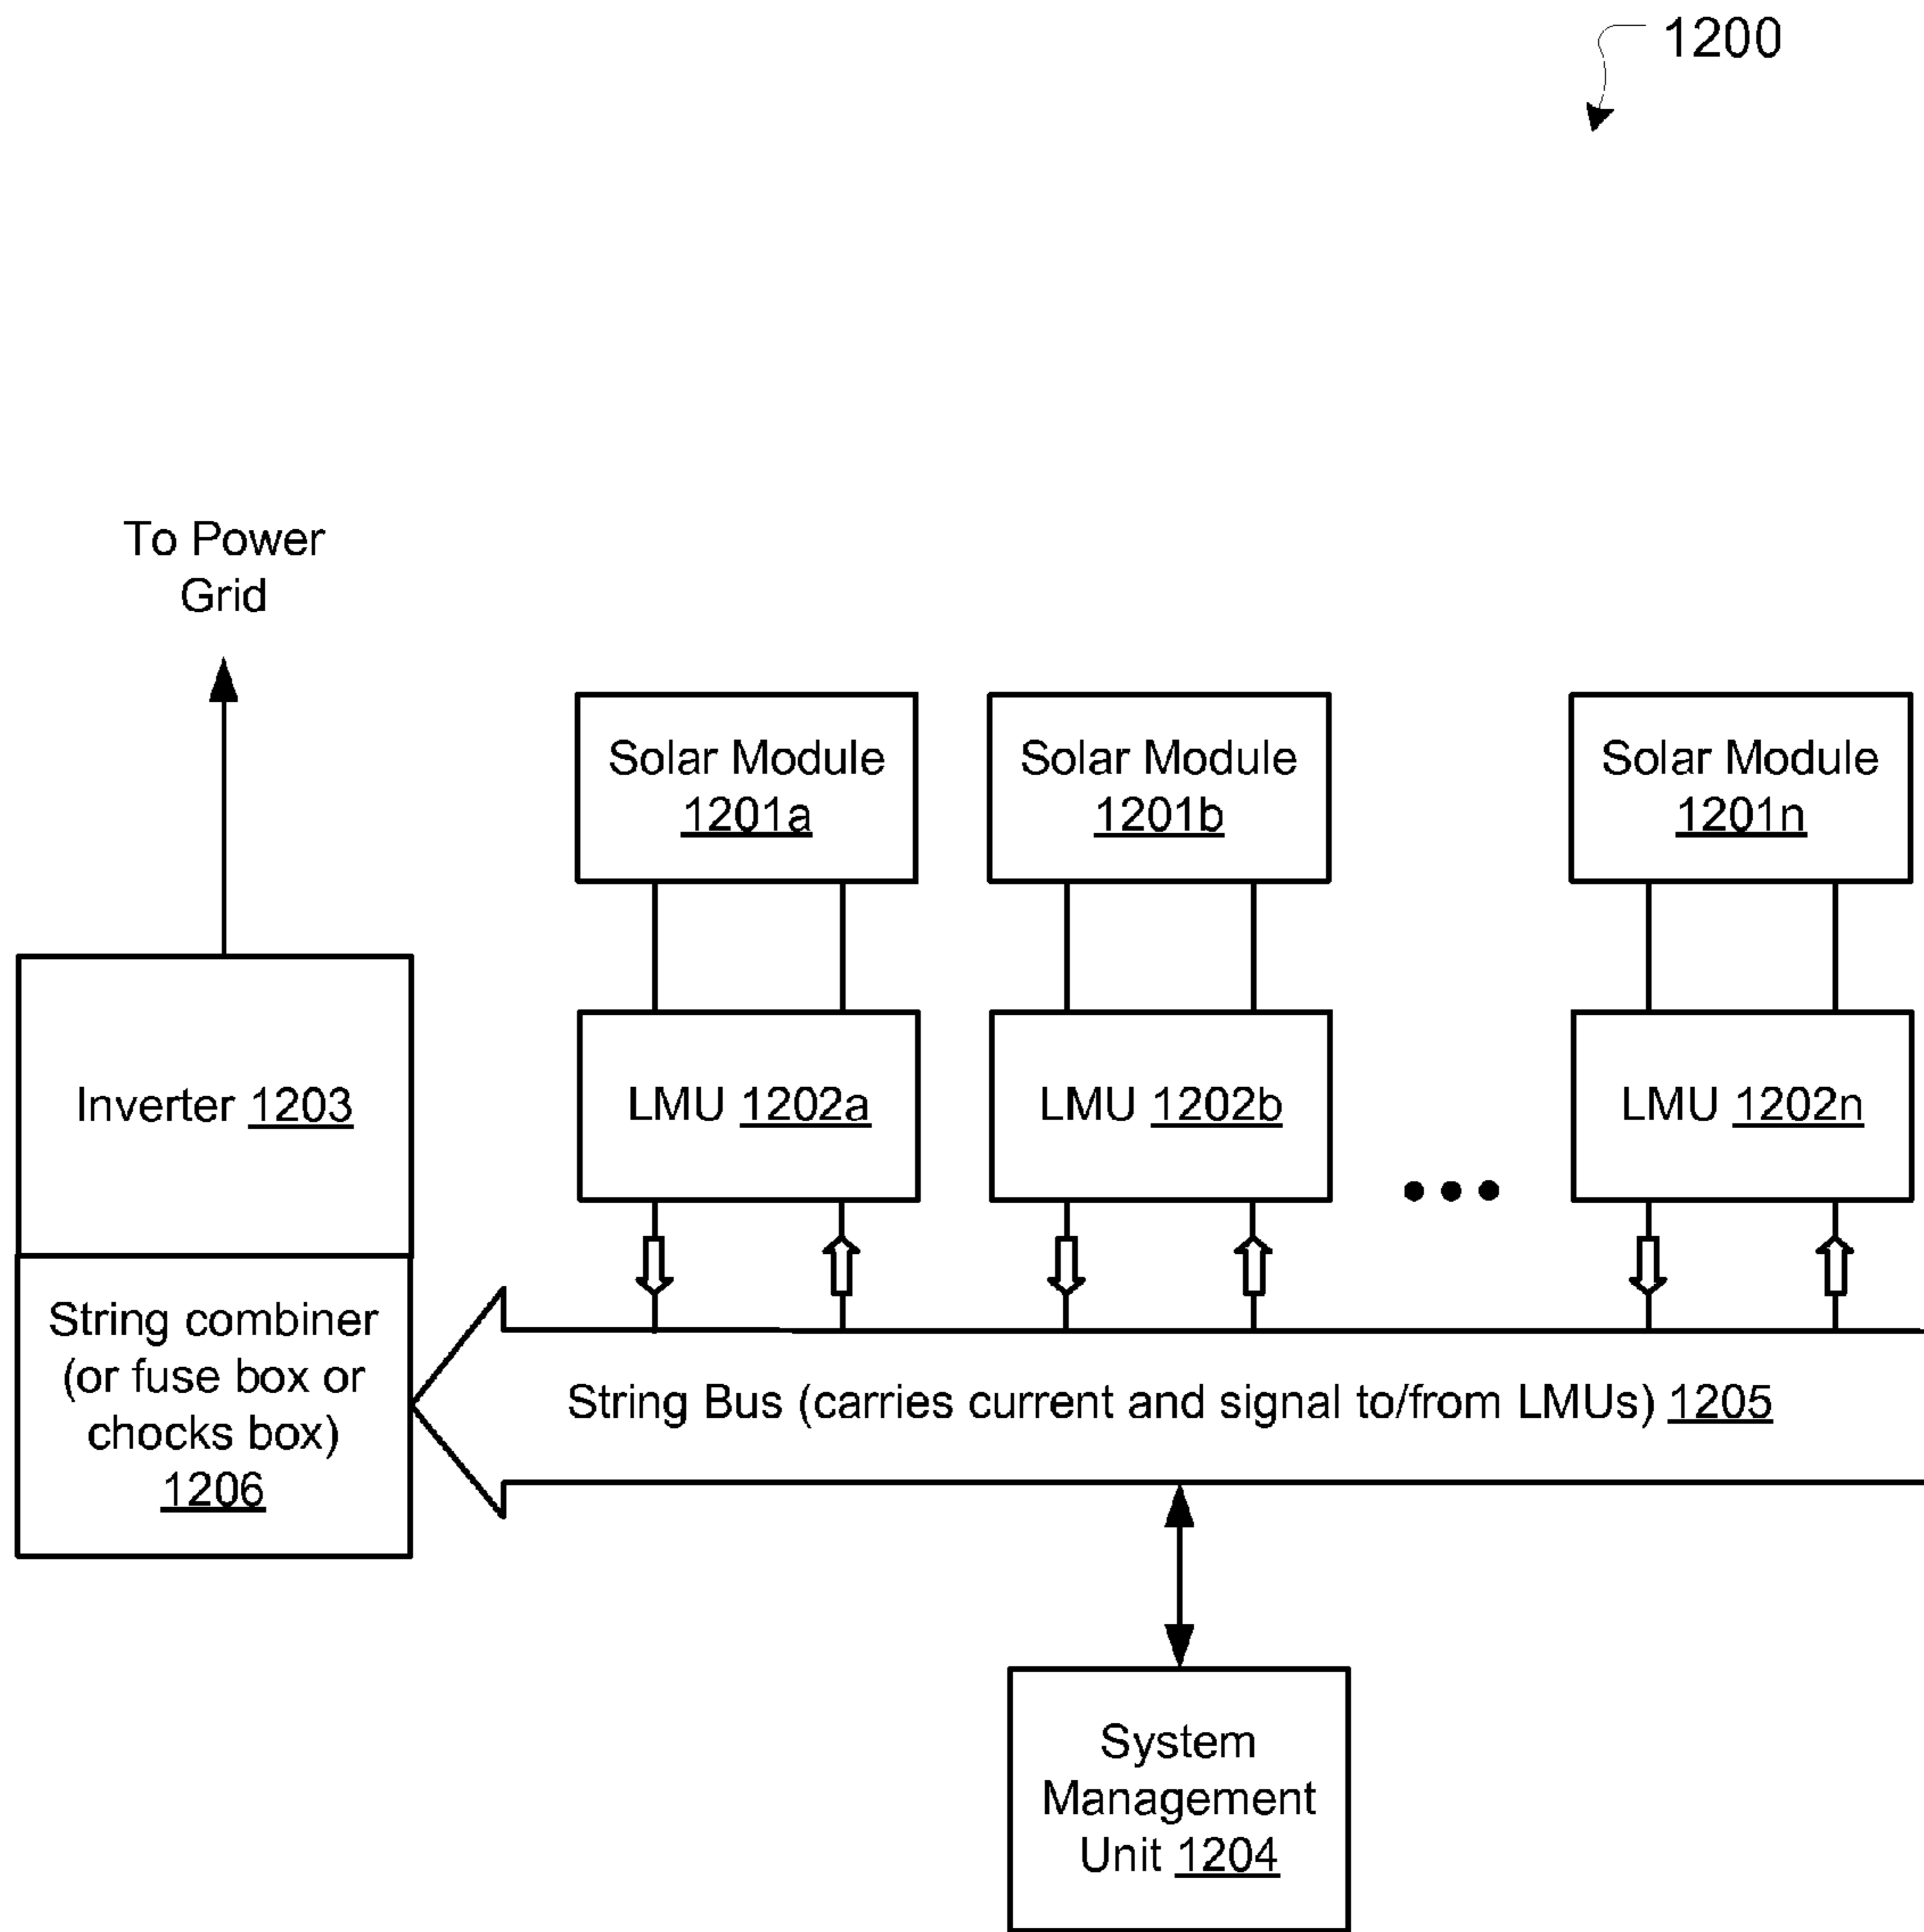 1200
To Power
Grid
Solar Module
1201a
Solar Module
1201b
Solar Module
1201n
Inverter 1203
LMU 1202a
LMU 1202b
LMU 1202n
String combiner
(or fuse box or
chocks box)
1206
String Bus (carries current and signal to/from LMUs) 1205
System
Management
Unit 1204